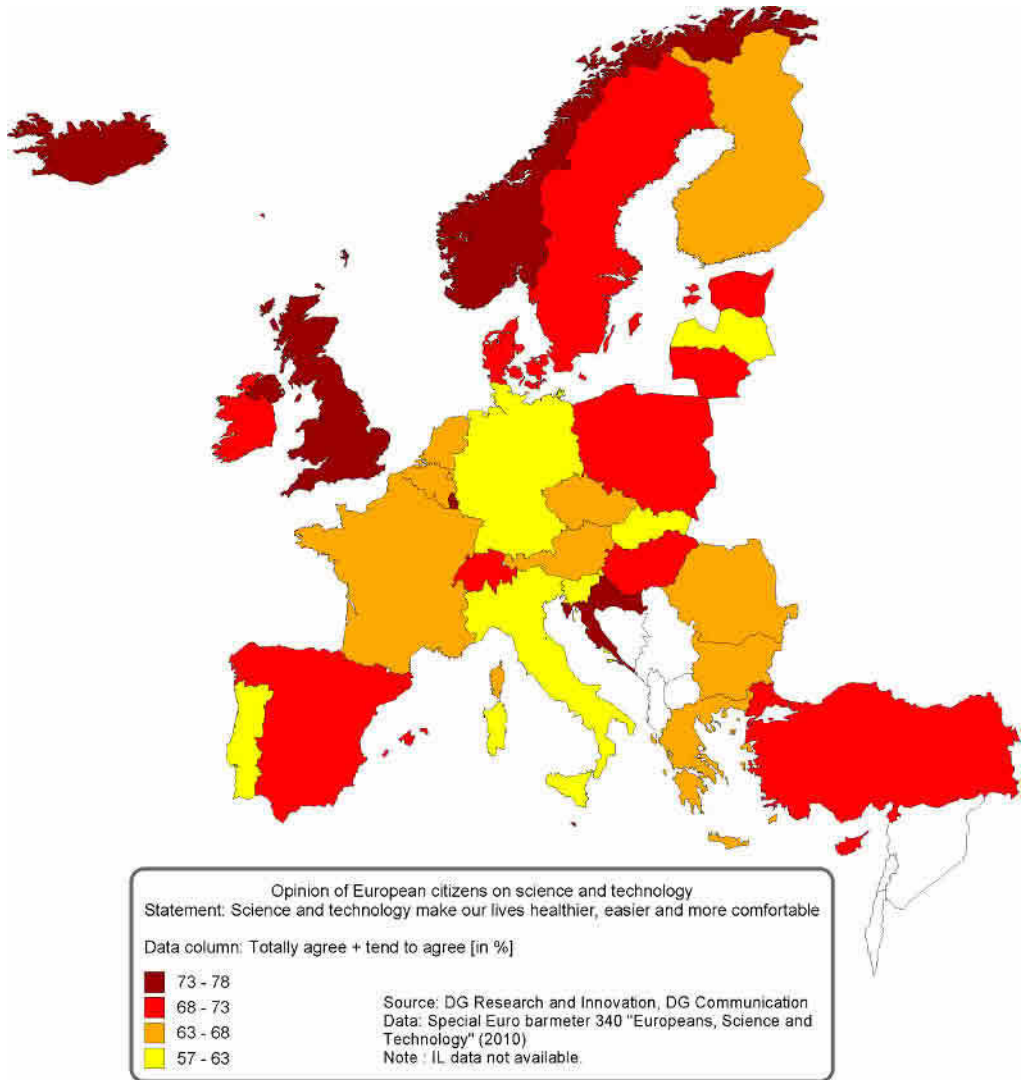 Opinion of European citizens on science and technology
Statement: Science and technology make our lives healthier, easier and more comfortable
Data column: Totally agree + tend to agree [in %]
73 - 78
68 - 73
63 - 68
57 - 63
Source: DG Research and Innovation, DG Communication
Data: Special Euro barmeter 340 "Europeans, Science and
Technology" (2010)
Note : IL data not available.